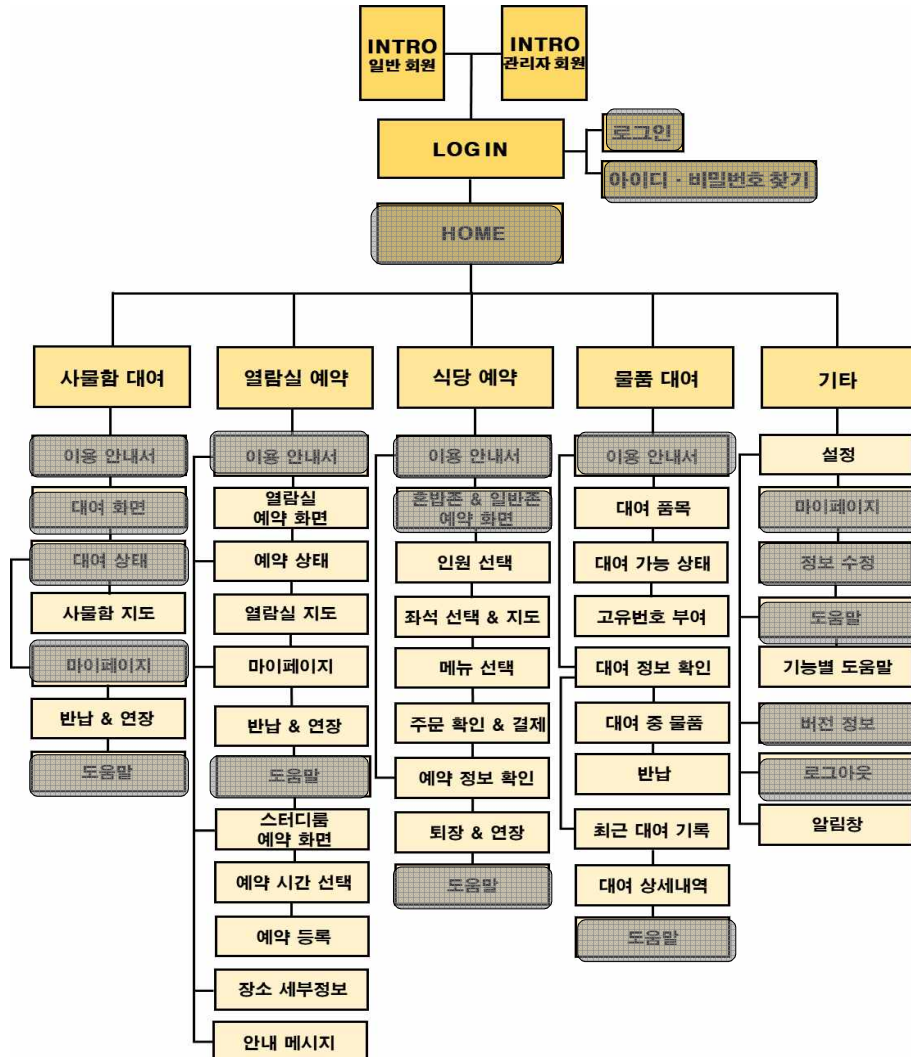 INTRO
일반 회원
INTRO
관리자 회원
LOG IN
로그인
아이디 · 비밀번호 찾기
HOME
사물함 대여
이용 안내서
대여 화면
대여 상태
사물함 지도
마이페이지
반납 & 연장
도움말
열람실 예약
이용 안내서
열람실
예약 화면
예약 상태
열람실 지도
마이페이지
반납 & 연장
도움말
스터디룸
예약 화면
예약 시간 선택
예약 등록
장소 세부정보
안내 메시지
식당 예약
이용 안내서
혼밥존 & 일반존
예약 화면
인원 선택
좌석 선택 & 지도
메뉴 선택
주문 확인 & 결제
예약 정보 확인
퇴장 & 연장
도움말
물품 대여
이용 안내서
대여 품목
대여 가능 상태
고유번호 부여
대여 정보 확인
대여 중 물품
반납
최근 대여 기록
대여 상세내역
도움말
기타
설정
마이페이지
정보 수정
도움말
기능별 도움말
버전 정보
로그아웃
알림창